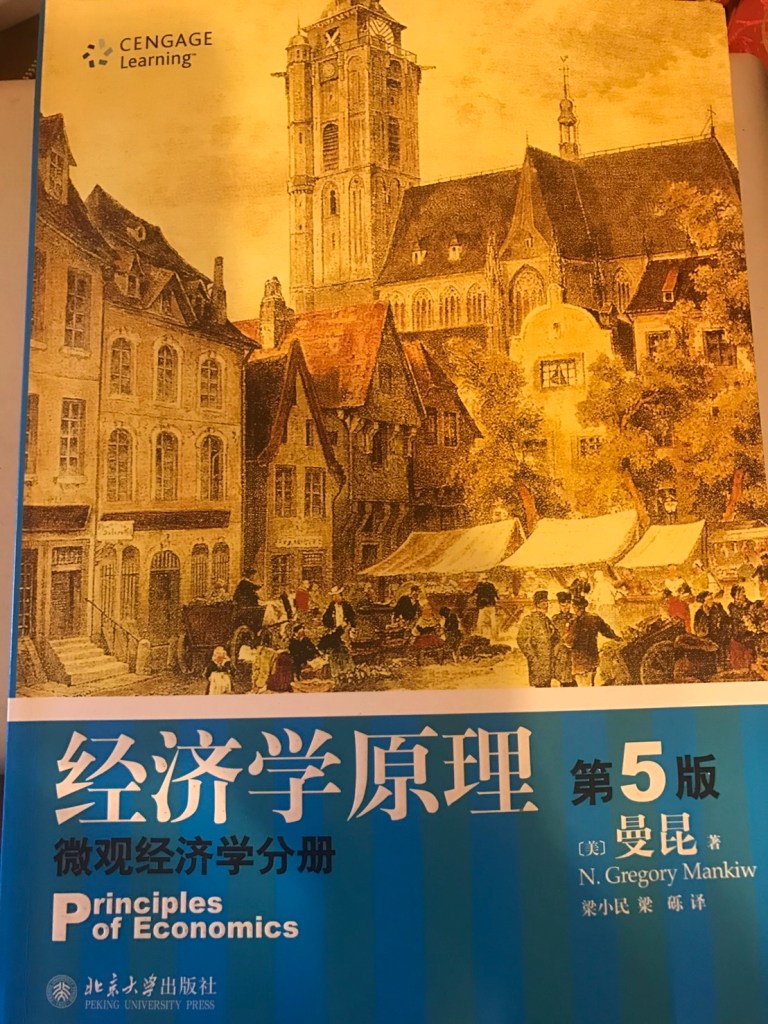 CENGAGE
Learning™
经济学原理 第5版
微观经济学分册
〔美〕曼昆 著
N. Gregory Mankiw
梁小民 梁 砾 译
Principles
of Economics
北京大学出版社
PEKING UNIVERSITY PRESS